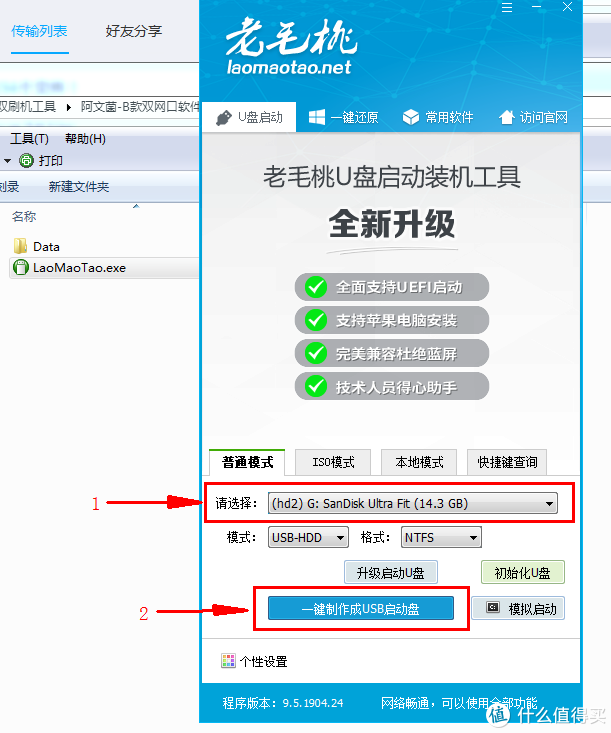 传输列表
好友分享
双刷机工具 ▸ 阿文菌-B款双网口软件
工具(T) 帮助(H)
打印
刻录 新建文件夹
名称
Data
LaoMaoTao.exe
老毛桃
laomaotao.net
U盘启动
一键还原
常用软件
访问官网
老毛桃U盘启动装机工具
全新升级
全面支持UEFI启动
支持苹果电脑安装
完美兼容杜绝蓝屏
技术人员得心助手
普通模式
ISO模式
本地模式
快捷键查询
1
请选择: (hd2) G: SanDisk Ultra Fit (14.3 GB)
模式: USB-HDD 格式: NTFS
升级启动U盘 初始化U盘
2
一键制作成USB启动盘 模拟启动
个性设置
程序版本: 9.5.1904.24 网络畅通，可以使用全部功能
值 什么值得买